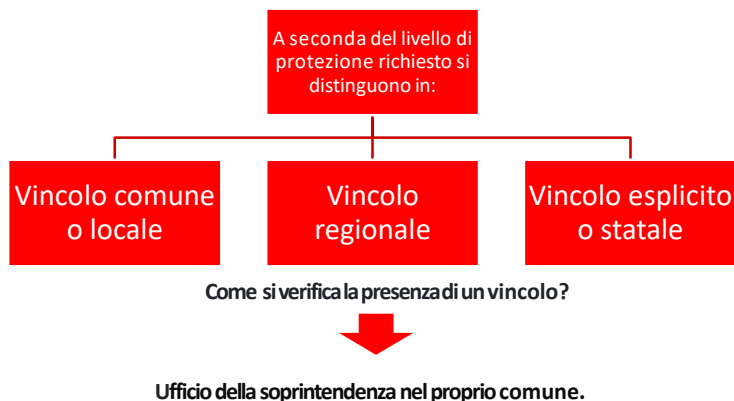 A seconda del livello di
protezione richiesto si
distinguono in:
Vincolo comune
o locale
Vincolo
regionale
Vincolo esplicito
o statale
Come si verifica la presenza di un vincolo?
Ufficio della soprintendenza nel proprio comune.